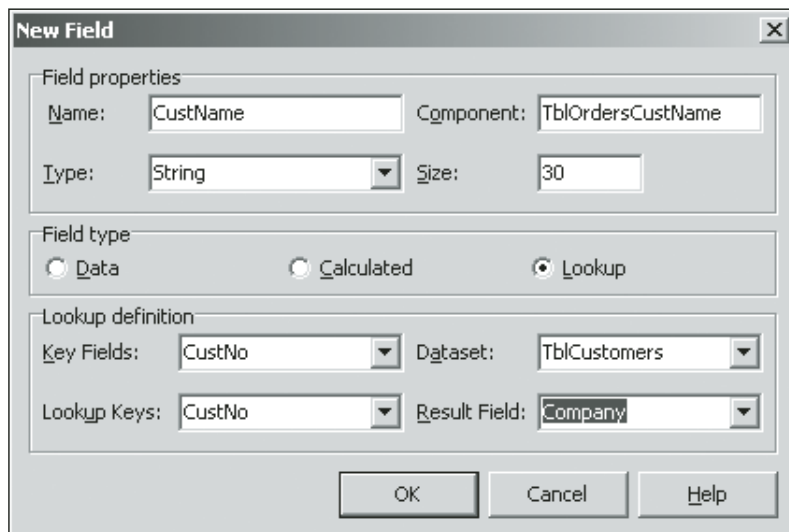 New Field
Field properties
Name: CustName Component: TblOrdersCustName
Type: String Size: 30
Field type
Data Calculated Lookup
Lookup definition
Key Fields: CustNo Dataset: TblCustomers
Lookup Keys: CustNo Result Field: Company
OK Cancel Help